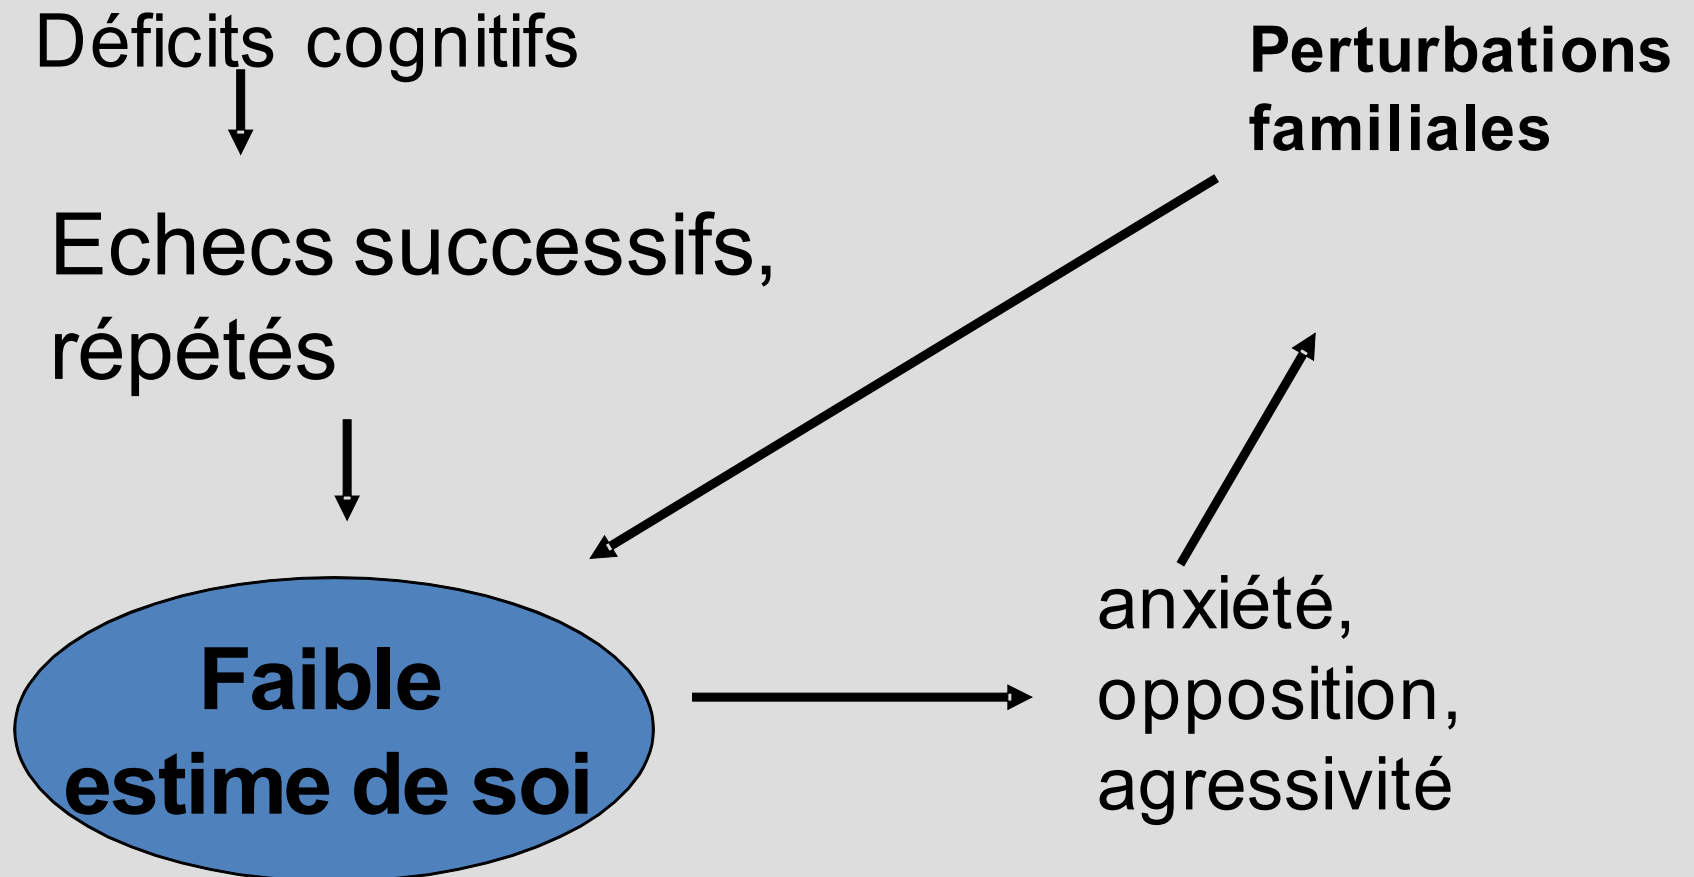 Déficits cognitifs
Perturbations
familiales
Echecs successifs,
répétés
Faible
estime de soi
anxiété,
opposition,
agressivité